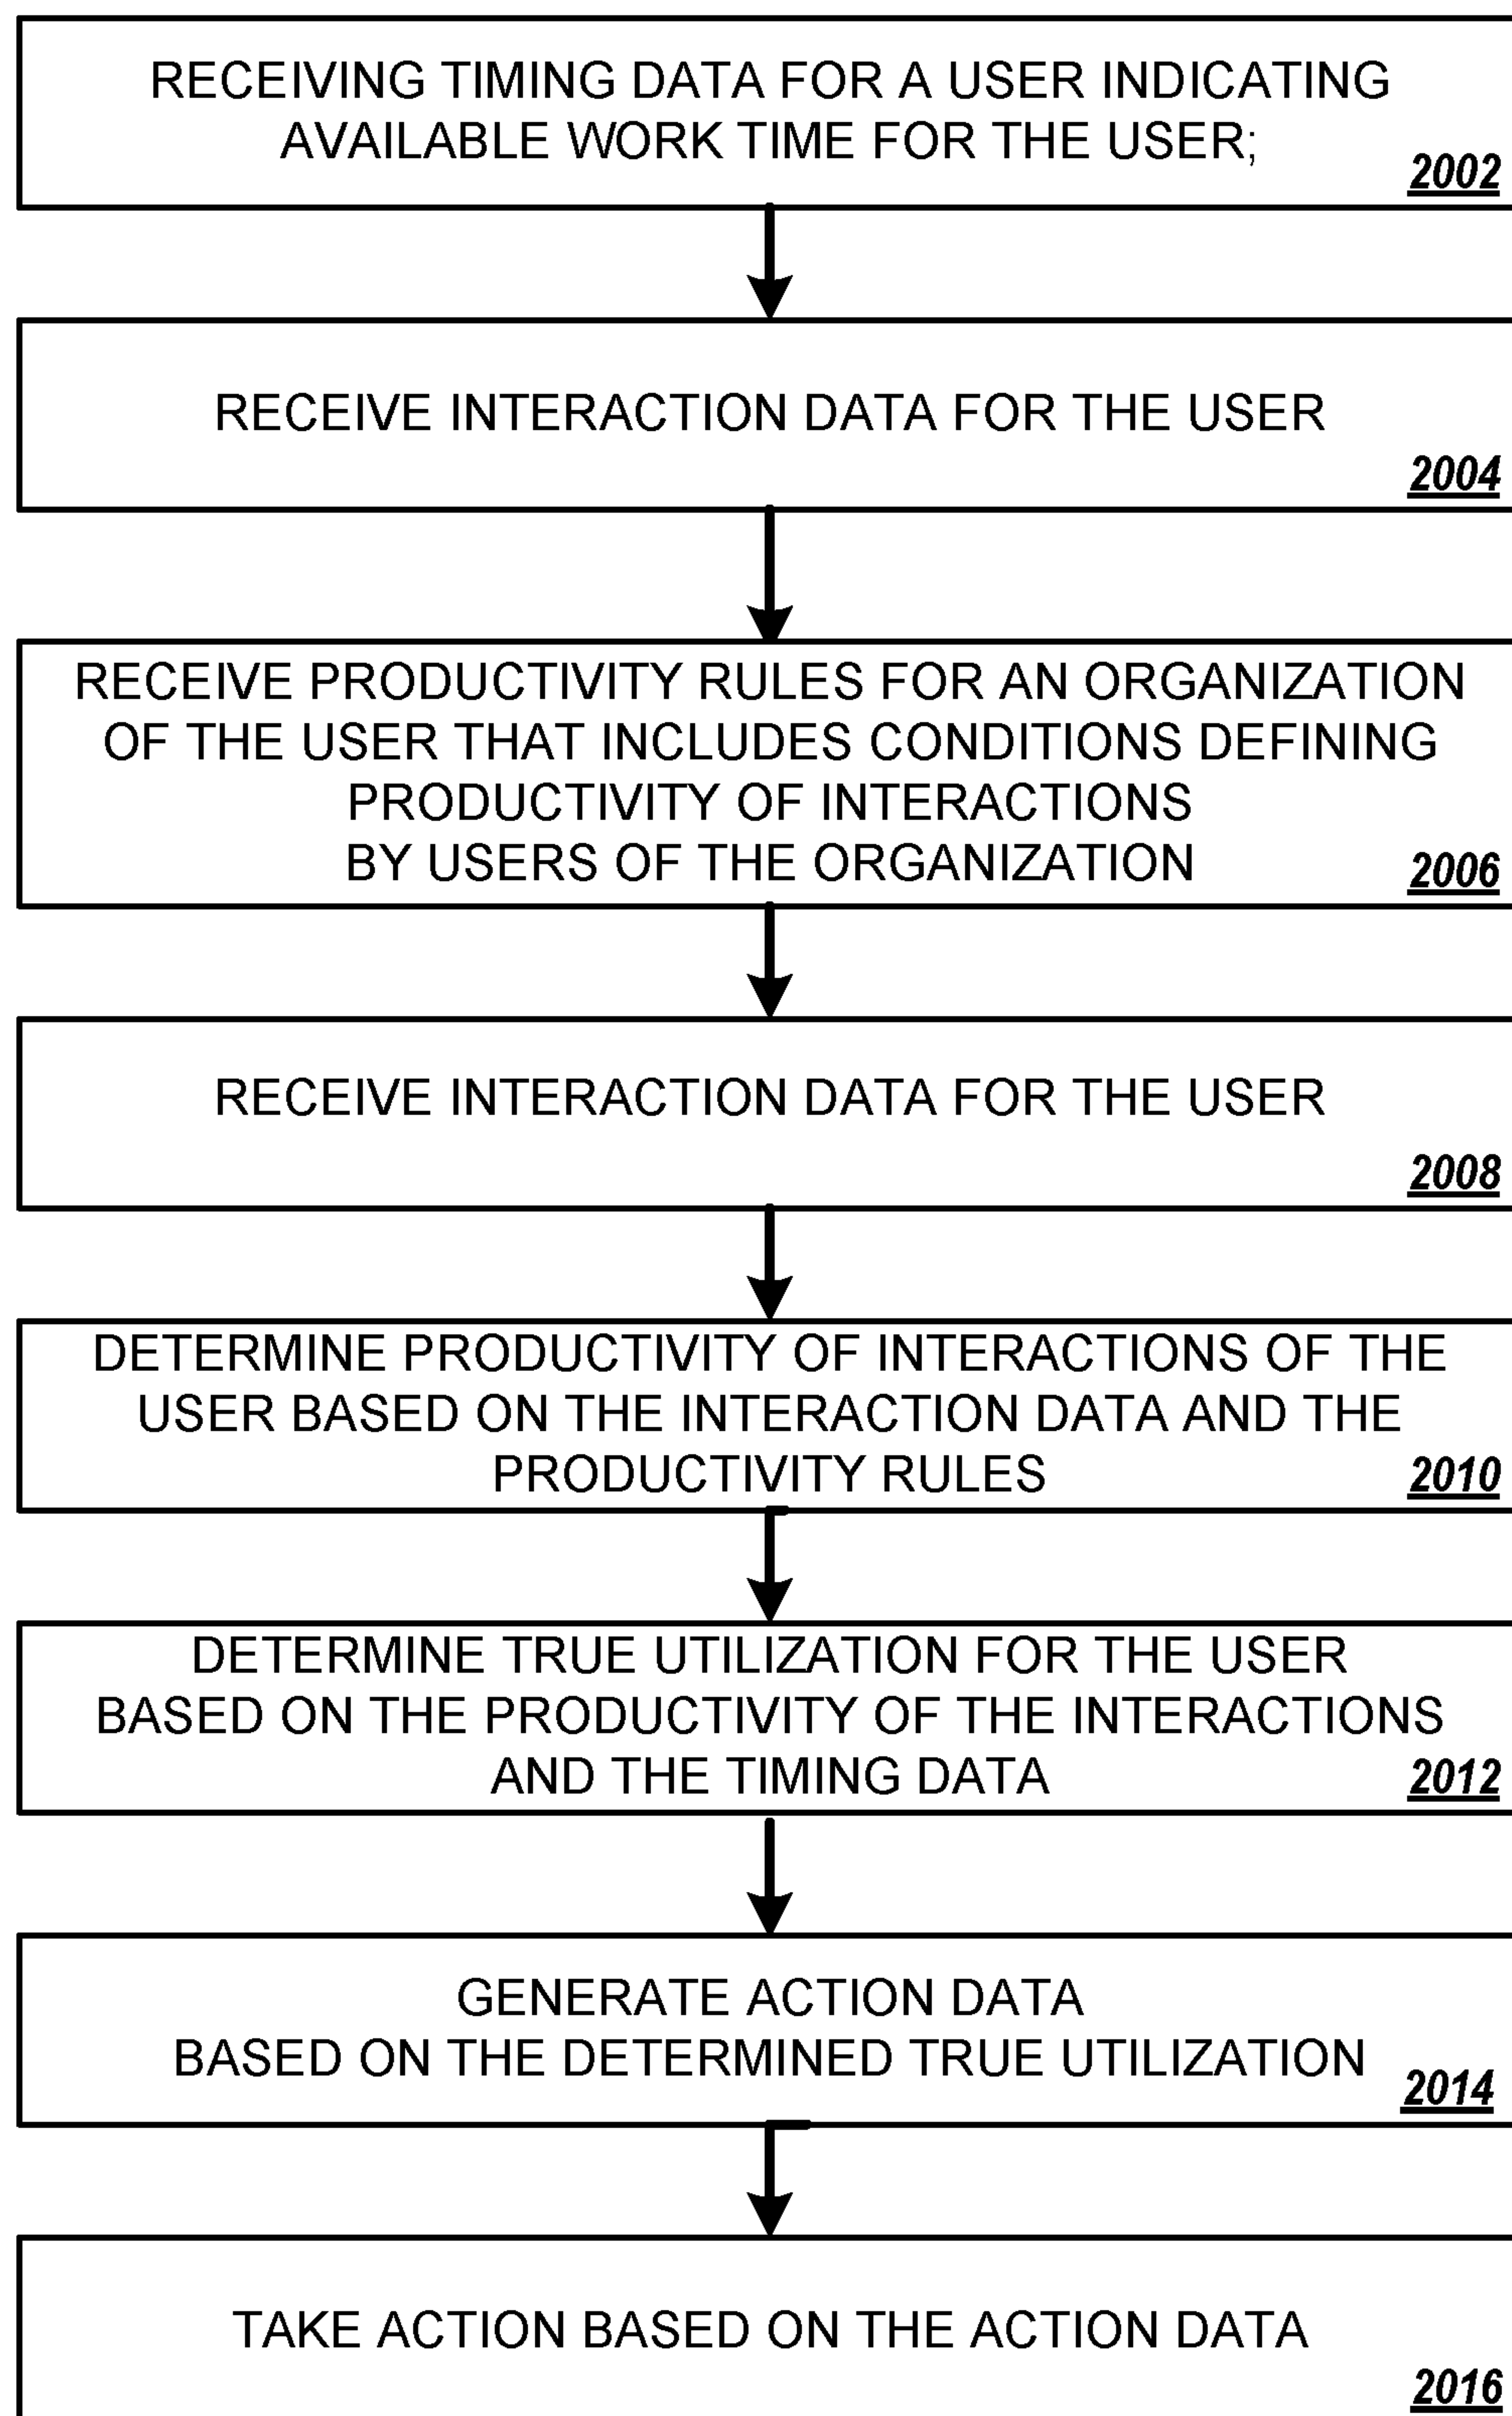 RECEIVING TIMING DATA FOR A USER INDICATING
AVAILABLE WORK TIME FOR THE USER;
2002
RECEIVE INTERACTION DATA FOR THE USER
2004
RECEIVE PRODUCTIVITY RULES FOR AN ORGANIZATION
OF THE USER THAT INCLUDES CONDITIONS DEFINING
PRODUCTIVITY OF INTERACTIONS
BY USERS OF THE ORGANIZATION
2006
RECEIVE INTERACTION DATA FOR THE USER
2008
DETERMINE PRODUCTIVITY OF INTERACTIONS OF THE
USER BASED ON THE INTERACTION DATA AND THE
PRODUCTIVITY RULES
2010
DETERMINE TRUE UTILIZATION FOR THE USER
BASED ON THE PRODUCTIVITY OF THE INTERACTIONS
AND THE TIMING DATA
2012
GENERATE ACTION DATA
BASED ON THE DETERMINED TRUE UTILIZATION
2014
TAKE ACTION BASED ON THE ACTION DATA
2016